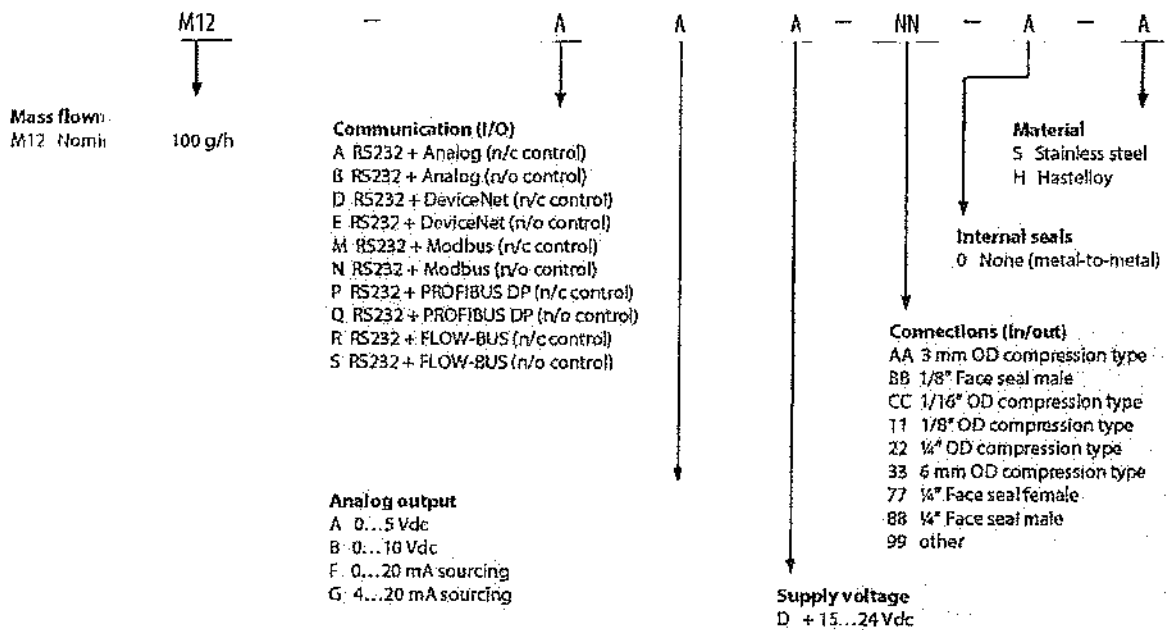 M12 - A A A - NN - A - A
Mass flown
M12 Nomin 100 g/h
Communication (I/O)
A RS232 + Analog (n/c control)
B RS232 + Analog (n/o control)
D RS232 + DeviceNet (n/c control)
E RS232 + DeviceNet (n/o control)
M RS232 + Modbus (n/c control)
N RS232 + Modbus (n/o control)
P RS232 + PROFIBUS DP (n/c control)
Q RS232 + PROFIBUS DP (n/o control)
R RS232 + FLOW-BUS (n/c control)
S RS232 + FLOW-BUS (n/o control)
Analog output
A 0...5 Vdc
B 0...10 Vdc
F 0...20 mA sourcing
G 4...20 mA sourcing
Supply voltage
D + 15...24 Vdc
Connections (in/out)
AA 3 mm OD compression type
BB 1/8" Face seal male
CC 1/16" OD compression type
11 1/8" OD compression type
22 ¼" OD compression type
33 6 mm OD compression type
77 ¼" Face seal female
88 ¼" Face seal male
99 other
Internal seals
0 None (metal-to-metal)
Material
S Stainless steel
H Hastelloy